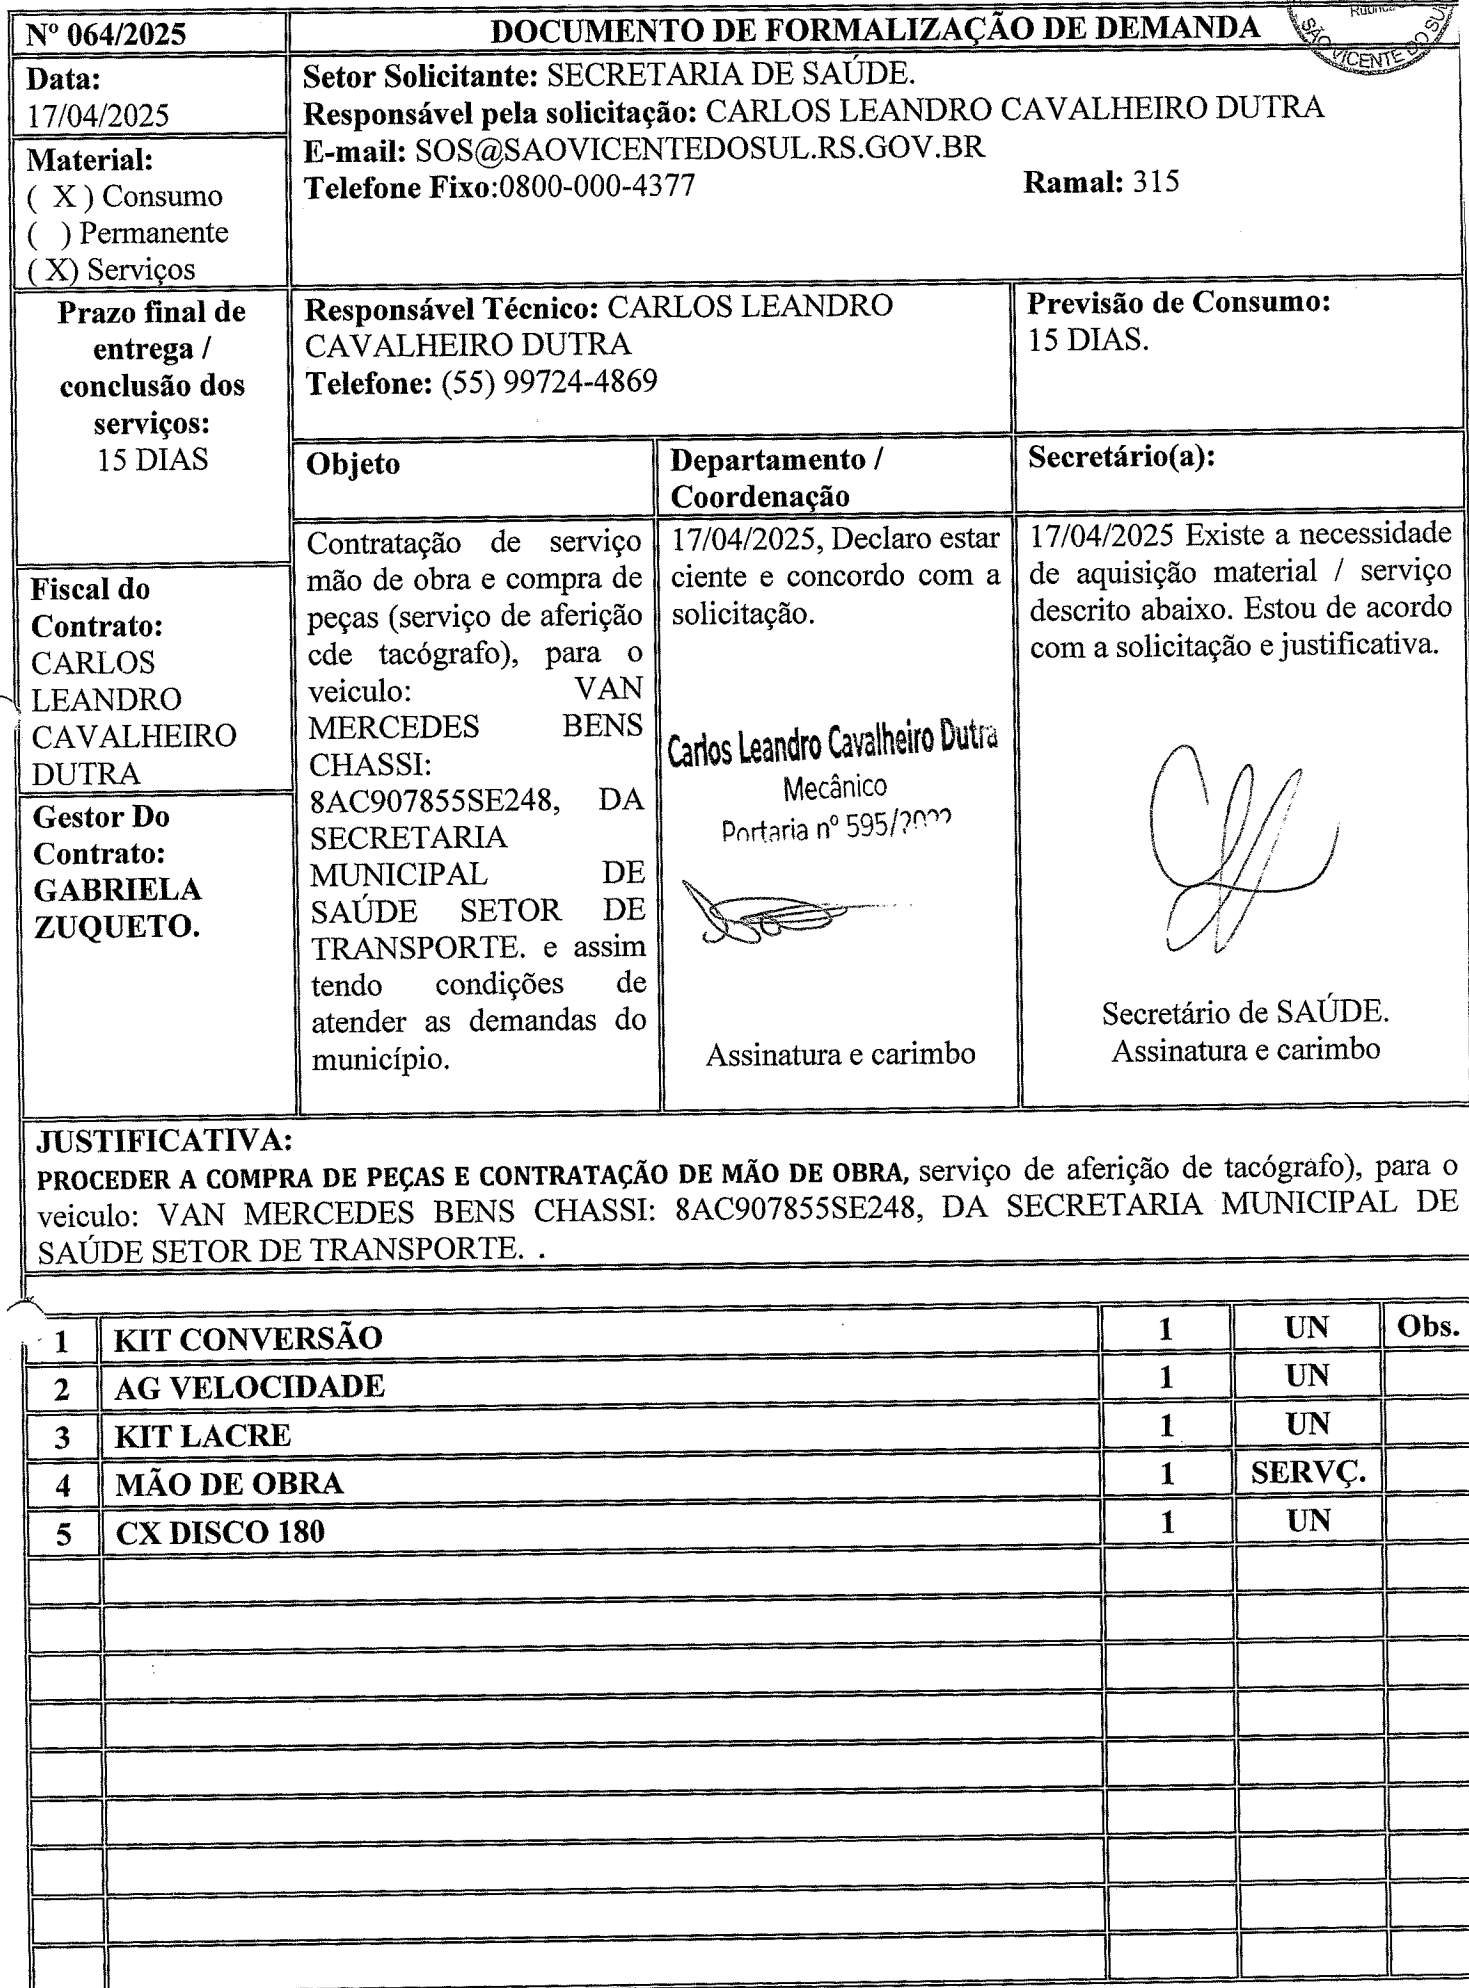 Nº 064/2025
DOCUMENTO DE FORMALIZAÇÃO DE DEMANDA
SÃO VICENTE DO SUL
Data:
17/04/2025
Setor Solicitante: SECRETARIA DE SAÚDE.
Responsável pela solicitação: CARLOS LEANDRO CAVALHEIRO DUTRA
E-mail: SOS@SAOVICENTEDOSUL.RS.GOV.BR
Telefone Fixo:0800-000-4377 Ramal: 315
Material:
( X ) Consumo
( ) Permanente
( X) Serviços
Prazo final de
entrega /
conclusão dos
serviços:
15 DIAS
Responsável Técnico: CARLOS LEANDRO
CAVALHEIRO DUTRA
Telefone: (55) 99724-4869
Previsão de Consumo:
15 DIAS.
Fiscal do
Contrato:
CARLOS
LEANDRO
CAVALHEIRO
DUTRA
Gestor Do
Contrato:
GABRIELA
ZUQUETO.
Objeto
Contratação de serviço
mão de obra e compra de
peças (serviço de aferição
cde tacógrafo), para o
veiculo: VAN
MERCEDES BENS
CHASSI:
8AC907855SE248, DA
SECRETARIA
MUNICIPAL DE
SAÚDE SETOR DE
TRANSPORTE. e assim
tendo condições de
atender as demandas do
município.
Departamento /
Coordenação
17/04/2025, Declaro estar
ciente e concordo com a
solicitação.
Carlos Leandro Cavalheiro Dutra
Mecânico
Portaria nº 595/
Assinatura e carimbo
Secretário(a):
17/04/2025 Existe a necessidade
de aquisição material / serviço
descrito abaixo. Estou de acordo
com a solicitação e justificativa.
Secretário de SAÚDE.
Assinatura e carimbo
JUSTIFICATIVA:
PROCEDER A COMPRA DE PEÇAS E CONTRATAÇÃO DE MÃO DE OBRA, serviço de aferição de tacógrafo), para o
veiculo: VAN MERCEDES BENS CHASSI: 8AC907855SE248, DA SECRETARIA MUNICIPAL DE
SAÚDE SETOR DE TRANSPORTE. .
1 KIT CONVERSÃO 1 UN Obs.
2 AG VELOCIDADE 1 UN
3 KIT LACRE 1 UN
4 MÃO DE OBRA 1 SERVÇ.
5 CX DISCO 180 1 UN